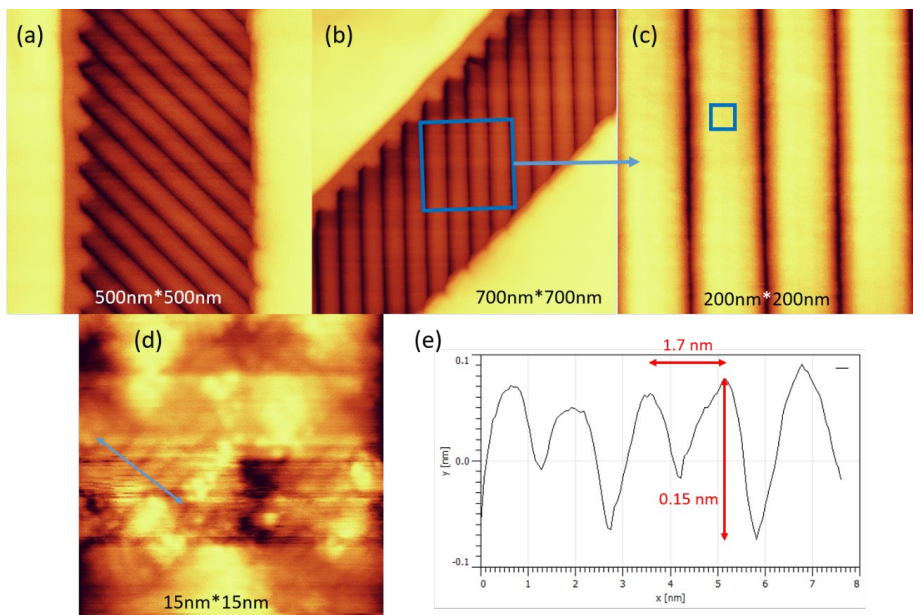 (a)
500nm*500nm
(b)
700nm*700nm
(c)
200nm*200nm
(d)
15nm*15nm
(e)
1.7 nm
0.15 nm
0.1
0.0
-0.1
y [nm]
0 1 2 3 4 5 6 7 8
x [nm]